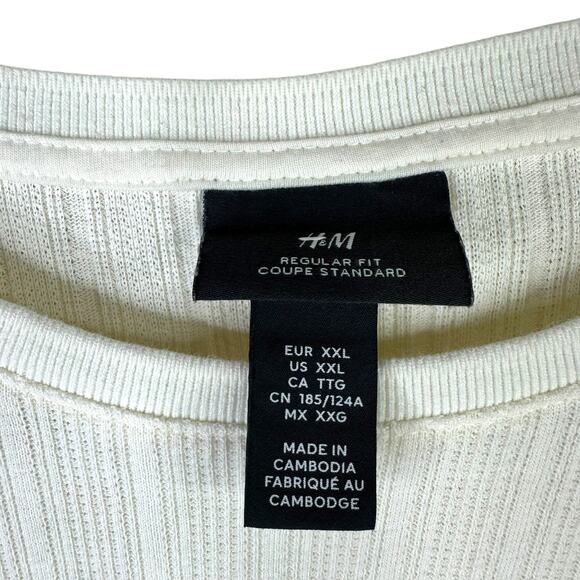 H&M
REGULAR FIT
COUPE STANDARD
EUR XXL
US XXL
CA TTG
CN 185/124A
MX XXG
MADE IN
CAMBODIA
FABRIQUÉ AU
CAMBODGE